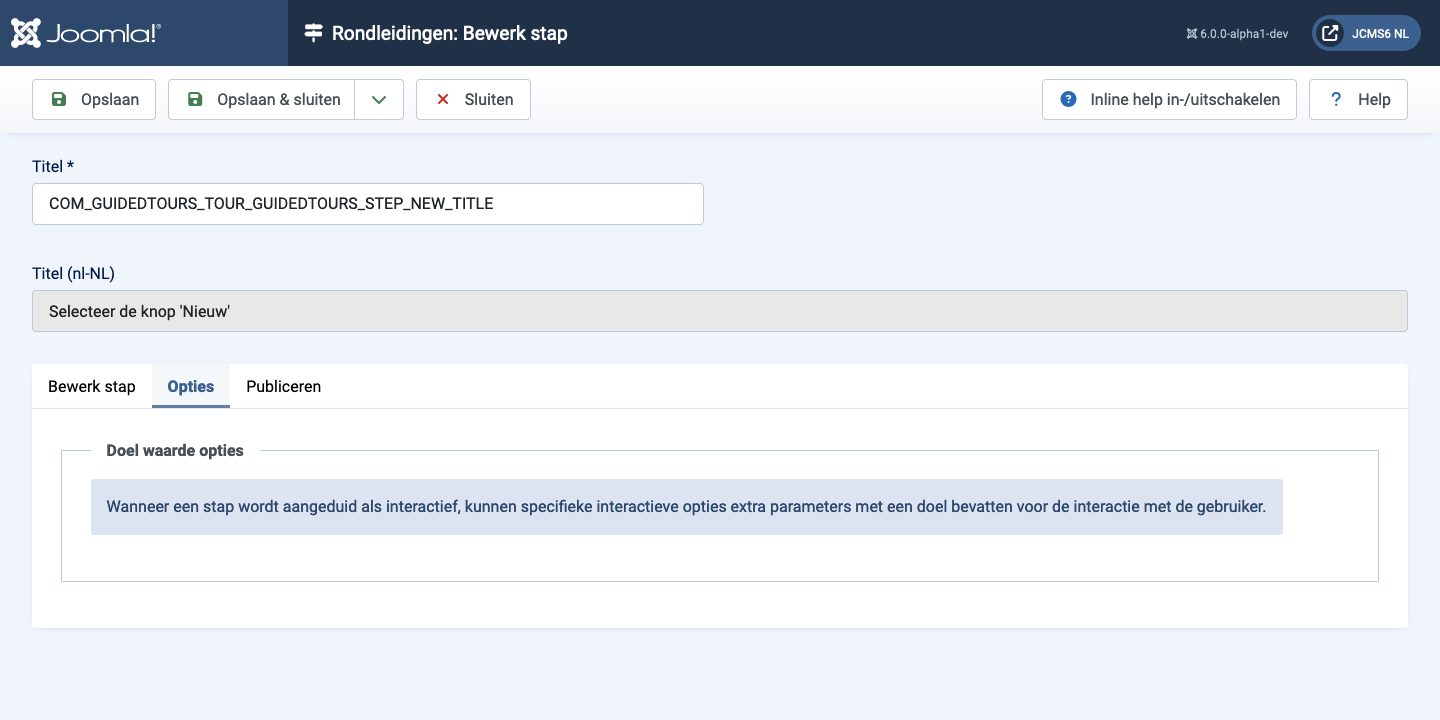 Joomla!®
Rondleidingen: Bewerk stap
6.0.0-alpha1-dev
JCMS6 NL
Opslaan
Opslaan & sluiten
Sluiten
Inline help in-/uitschakelen
? Help
Titel *
COM_GUIDEDTOURS_TOUR_GUIDEDTOURS_STEP_NEW_TITLE
Titel (nl-NL)
Selecteer de knop 'Nieuw'
Bewerk stap Opties Publiceren
Doel waarde opties
Wanneer een stap wordt aangeduid als interactief, kunnen specifieke interactieve opties extra parameters met een doel bevatten voor de interactie met de gebruiker.